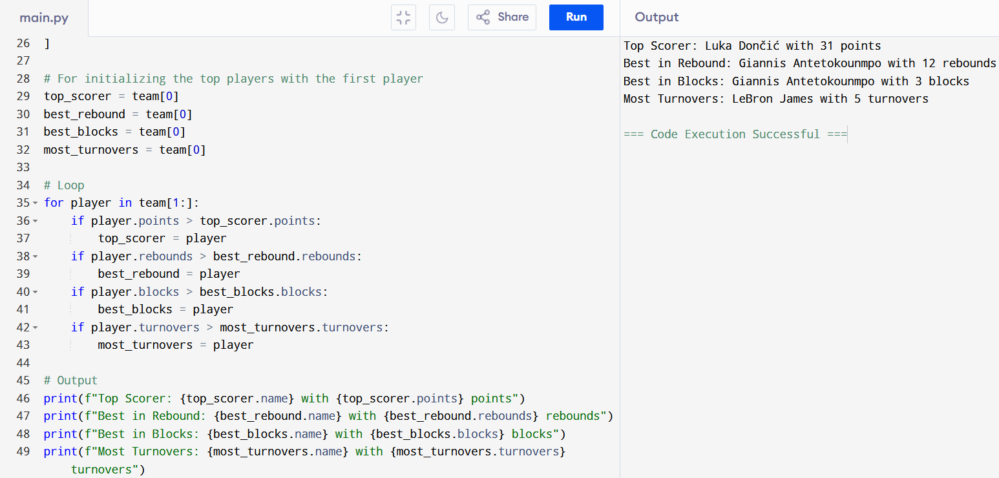 main.py
Share
Run
Output
26 ]
27
28 # For initializing the top players with the first player
29 top_scorer = team[0]
30 best_rebound = team[0]
31 best_blocks = team[0]
32 most_turnovers = team[0]
33
34 # Loop
35 for player in team[1:]:
36     if player.points > top_scorer.points:
37         top_scorer = player
38     if player.rebounds > best_rebound.rebounds:
39         best_rebound = player
40     if player.blocks > best_blocks.blocks:
41         best_blocks = player
42     if player.turnovers > most_turnovers.turnovers:
43         most_turnovers = player
44
45 # Output
46 print(f"Top Scorer: {top_scorer.name} with {top_scorer.points} points")
47 print(f"Best in Rebound: {best_rebound.name} with {best_rebound.rebounds} rebounds")
48 print(f"Best in Blocks: {best_blocks.name} with {best_blocks.blocks} blocks")
49 print(f"Most Turnovers: {most_turnovers.name} with {most_turnovers.turnovers}
    turnovers")
Top Scorer: Luka Dončić with 31 points
Best in Rebound: Giannis Antetokounmpo with 12 rebounds
Best in Blocks: Giannis Antetokounmpo with 3 blocks
Most Turnovers: LeBron James with 5 turnovers
=== Code Execution Successful ===